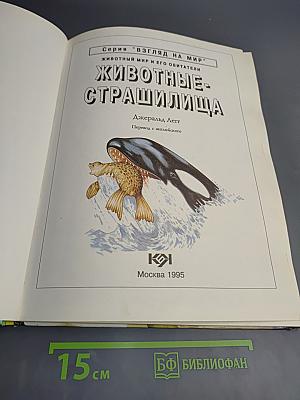 Серия "ВЗГЛЯД НА МИР"
ЖИВОТНЫЙ МИР И ЕГО ОБИТАТЕЛИ
ЖИВОТНЫЕ-
СТРАШИЛИЩА
Джеральд Легг
Перевод с английского
Москва 1995
15 см
БФ БИБЛИОФАН